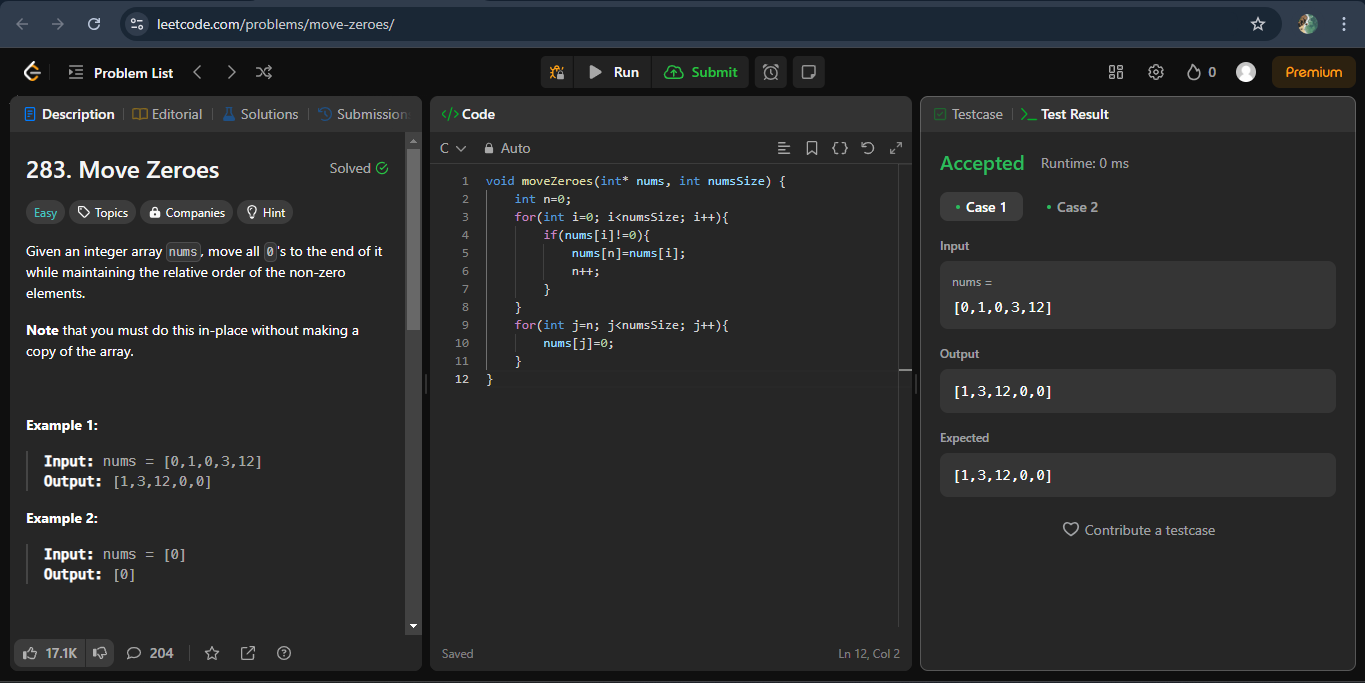 leetcode.com/problems/move-zeroes/
Problem List
Run
Submit
0
Premium
Description
Editorial
Solutions
Submission
283. Move Zeroes
Solved
Easy
Topics
Companies
Hint
Given an integer array nums, move all 0's to the end of it
while maintaining the relative order of the non-zero
elements.
Note that you must do this in-place without making a
copy of the array.
Example 1:
Input: nums = [0,1,0,3,12]
Output: [1,3,12,0,0]
Example 2:
Input: nums = [0]
Output: [0]
17.1K
204
</> Code
C
Auto
1 void moveZeroes(int* nums, int numsSize) {
2     int n=0;
3     for(int i=0; i<numsSize; i++){
4         if(nums[i]!=0){
5             nums[n]=nums[i];
6             n++;
7         }
8     }
9     for(int j=n; j<numsSize; j++){
10         nums[j]=0;
11     }
12 }
Saved
Ln 12, Col 2
Testcase
>_ Test Result
Accepted
Runtime: 0 ms
• Case 1
• Case 2
Input
nums =
[0,1,0,3,12]
Output
[1,3,12,0,0]
Expected
[1,3,12,0,0]
Contribute a testcase